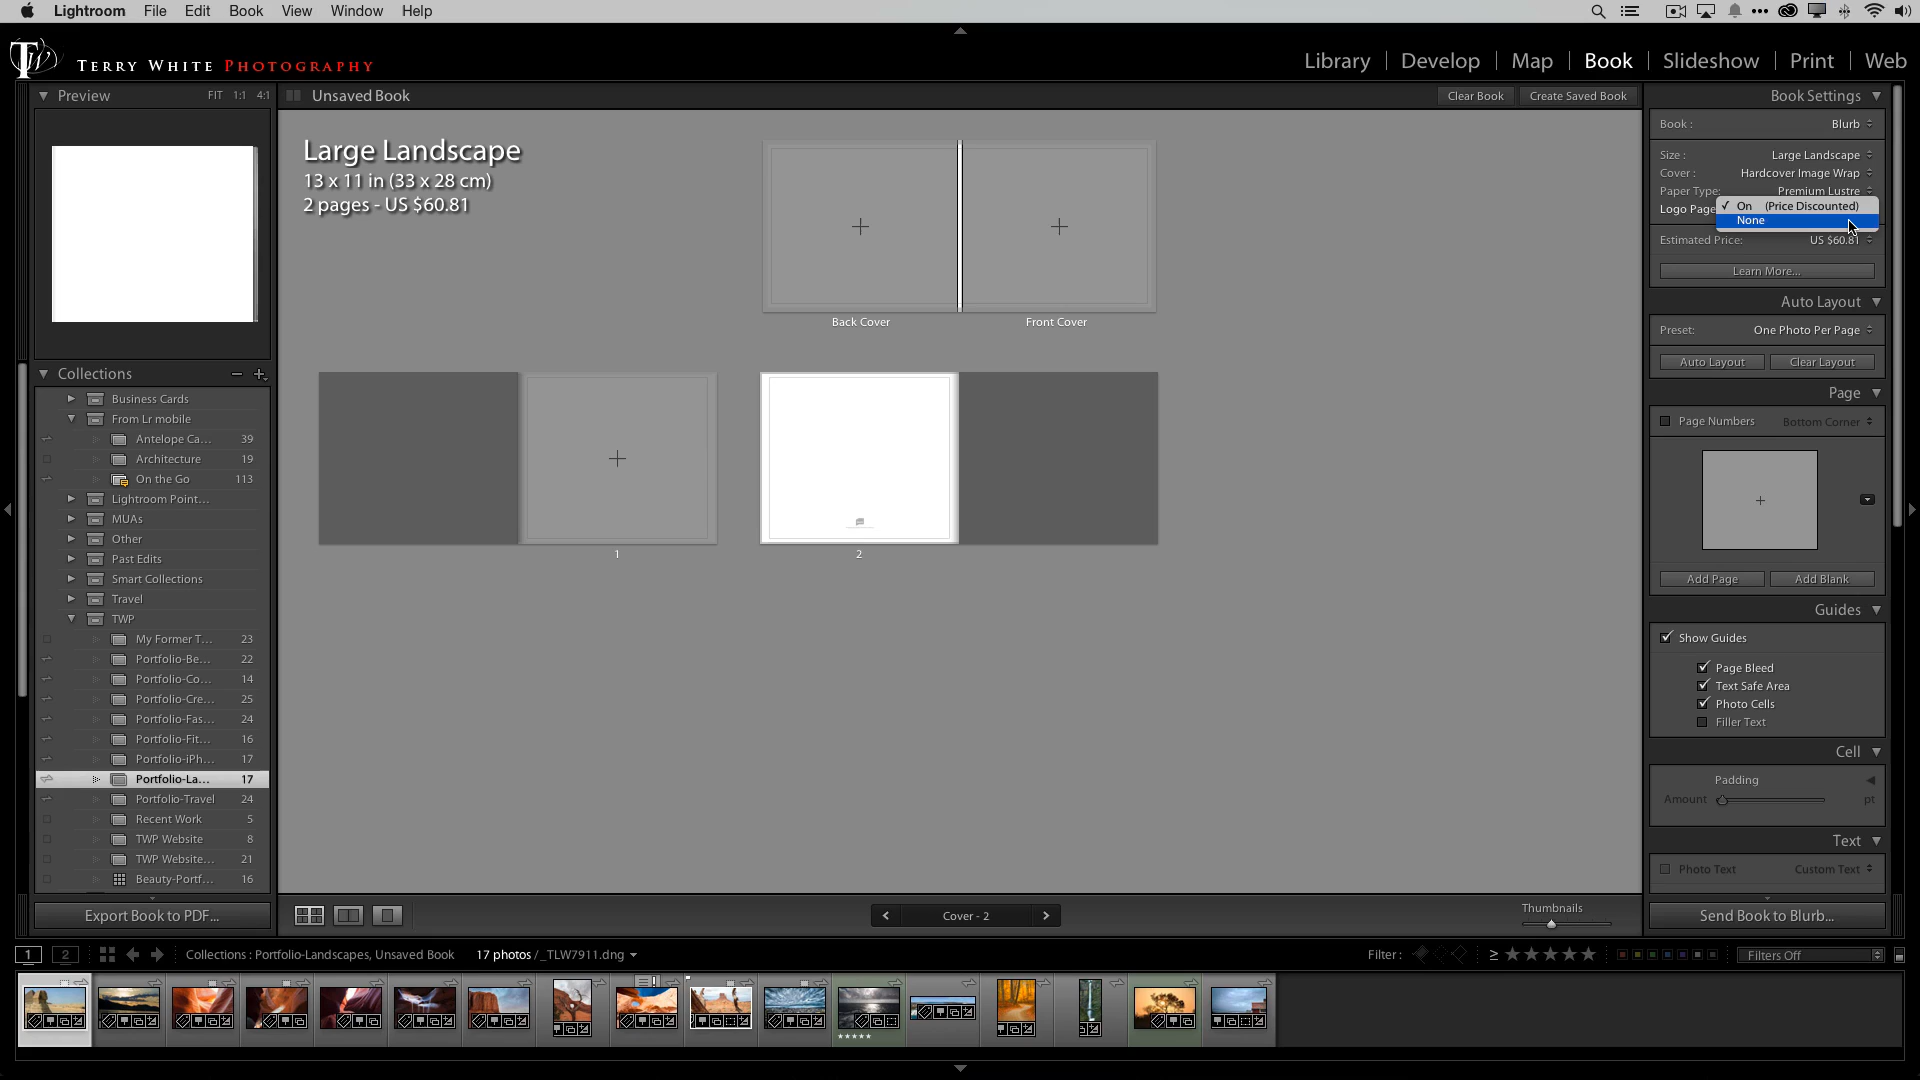 Lightroom File Edit Book View Window Help
TW TERRY WHITE PHOTOGRAPHY
Library | Develop | Map | Book | Slideshow | Print | Web
Preview FIT 1:1 4:1
Unsaved Book
Clear Book
Create Saved Book
Large Landscape
13 x 11 in (33 x 28 cm)
2 pages - US $60.81
Back Cover
Front Cover
1
2
Collections
Business Cards
From Lr mobile
Antelope Ca... 39
Architecture 19
On the Go 113
Lightroom Point...
MUAs
Other
Past Edits
Smart Collections
Travel
TWP
My Former T... 23
Portfolio-Be... 22
Portfolio-Co... 14
Portfolio-Cre... 25
Portfolio-Fas... 24
Portfolio-Fit... 16
Portfolio-iPh... 17
Portfolio-La... 17
Portfolio-Travel 24
Recent Work 5
TWP Website 8
TWP Website... 21
Beauty-Portf... 16
Export Book to PDF...
Cover - 2
Thumbnails
Book Settings
Book : Blurb
Size : Large Landscape
Cover : Hardcover Image Wrap
Paper Type: Premium Lustre
Logo Page
On (Price Discounted)
None
Estimated Price: US $60.81
Learn More...
Auto Layout
Preset: One Photo Per Page
Auto Layout
Clear Layout
Page
Page Numbers Bottom Corner
Add Page
Add Blank
Guides
Show Guides
Page Bleed
Text Safe Area
Photo Cells
Filler Text
Cell
Padding
Amount pt
Text
Photo Text Custom Text
Send Book to Blurb...
1 2 Collections : Portfolio-Landscapes, Unsaved Book 17 photos / _TLW7911.dng
Filter : ≥ ★★★★★ Filters Off
★★★★★